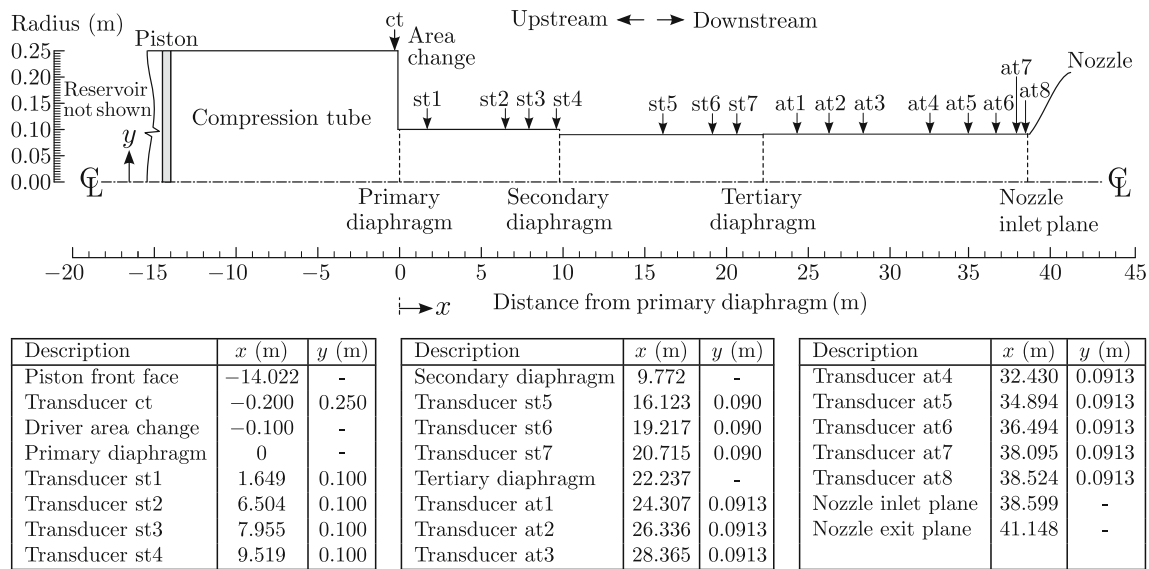 Radius (m)
Upstream ← → Downstream
ct
Piston
Area
change
Nozzle
0.25
0.20
0.15
0.10
0.05
0.00
Reservoir
not shown
Compression tube
y
st1
st2
st3
st4
st5
st6
st7
at1
at2
at3
at4
at5
at6
at7
at8
℄
℄
Primary
diaphragm
Secondary
diaphragm
Tertiary
diaphragm
Nozzle
inlet plane
−20 −15 −10 −5 0 5 10 15 20 25 30 35 40 45
x
Distance from primary diaphragm (m)
Description x (m) y (m)
Piston front face −14.022 -
Transducer ct −0.200 0.250
Driver area change −0.100 -
Primary diaphragm 0 -
Transducer st1 1.649 0.100
Transducer st2 6.504 0.100
Transducer st3 7.955 0.100
Transducer st4 9.519 0.100
Description x (m) y (m)
Secondary diaphragm 9.772 -
Transducer st5 16.123 0.090
Transducer st6 19.217 0.090
Transducer st7 20.715 0.090
Tertiary diaphragm 22.237 -
Transducer at1 24.307 0.0913
Transducer at2 26.336 0.0913
Transducer at3 28.365 0.0913
Description x (m) y (m)
Transducer at4 32.430 0.0913
Transducer at5 34.894 0.0913
Transducer at6 36.494 0.0913
Transducer at7 38.095 0.0913
Transducer at8 38.524 0.0913
Nozzle inlet plane 38.599 -
Nozzle exit plane 41.148 -